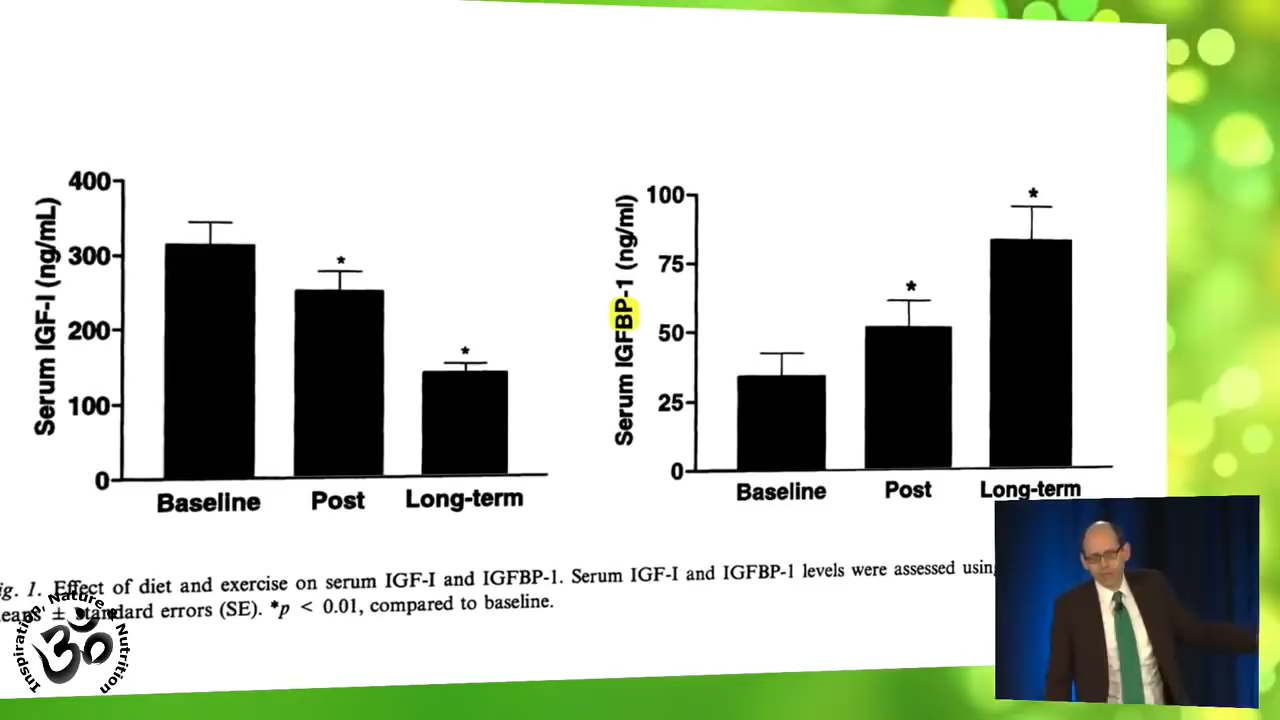 400
300
200
100
0
Serum IGF-I (ng/mL)
*
*
Baseline Post Long-term
100
75
50
25
0
Serum IGFBP-1 (ng/ml)
*
*
Baseline Post Long-term
ig. 1. Effect of diet and exercise on serum IGF-I and IGFBP-1. Serum IGF-I and IGFBP-1 levels were assessed using
eans ± standard errors (SE). *p < 0.01, compared to baseline.
Inspiration, Nature & Nutrition
ॐ